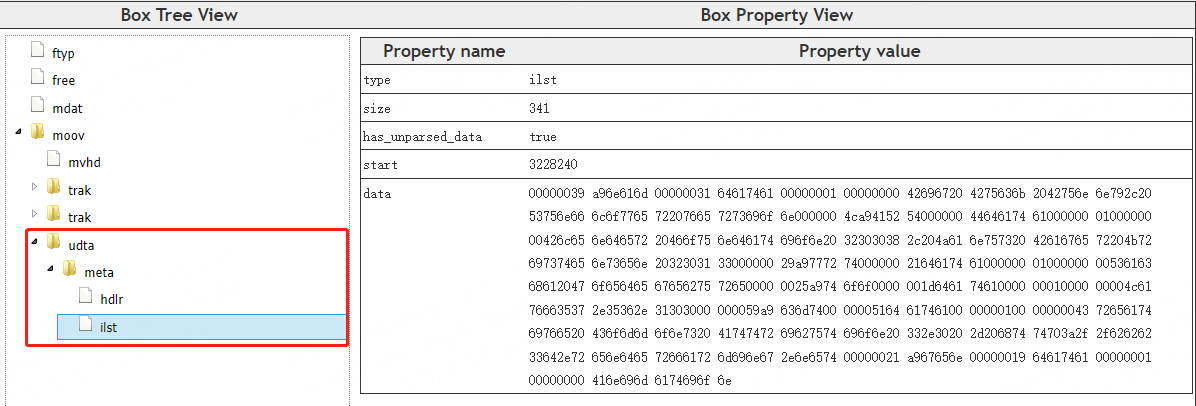 Box Tree View
Box Property View
ftyp
free
mdat
moov
mvhd
trak
trak
udta
meta
hdlr
ilst
Property name Property value
type ilst
size 341
has_unparsed_data true
start 3228240
data 00000039 a96e616d 00000031 64617461 00000001 00000000 42696720 4275636b 2042756e 6e792c20
53756e66 6c6f7765 72207665 7273696f 6e000000 4ca94152 54000000 44646174 61000000 01000000
00426c65 6e646572 20466f75 6e646174 696f6e20 32303038 2c204a61 6e757320 42616765 72204b72
69737465 6e73656e 20323031 33000000 29a97772 74000000 21646174 61000000 01000000 00536163
68612047 6f656465 67656275 72650000 0025a974 6f6f0000 001d6461 74610000 00010000 00004c61
76663537 2e35362e 31303000 000059a9 636d7400 00005164 61746100 00000100 00000043 72656174
69766520 436f6d6d 6f6e7320 41747472 69627574 696f6e20 332e3020 2d206874 74703a2f 2f626262
33642e72 656e6465 72666172 6d696e67 2e6e6574 00000021 a967656e 00000019 64617461 00000001
00000000 416e696d 6174696f 6e